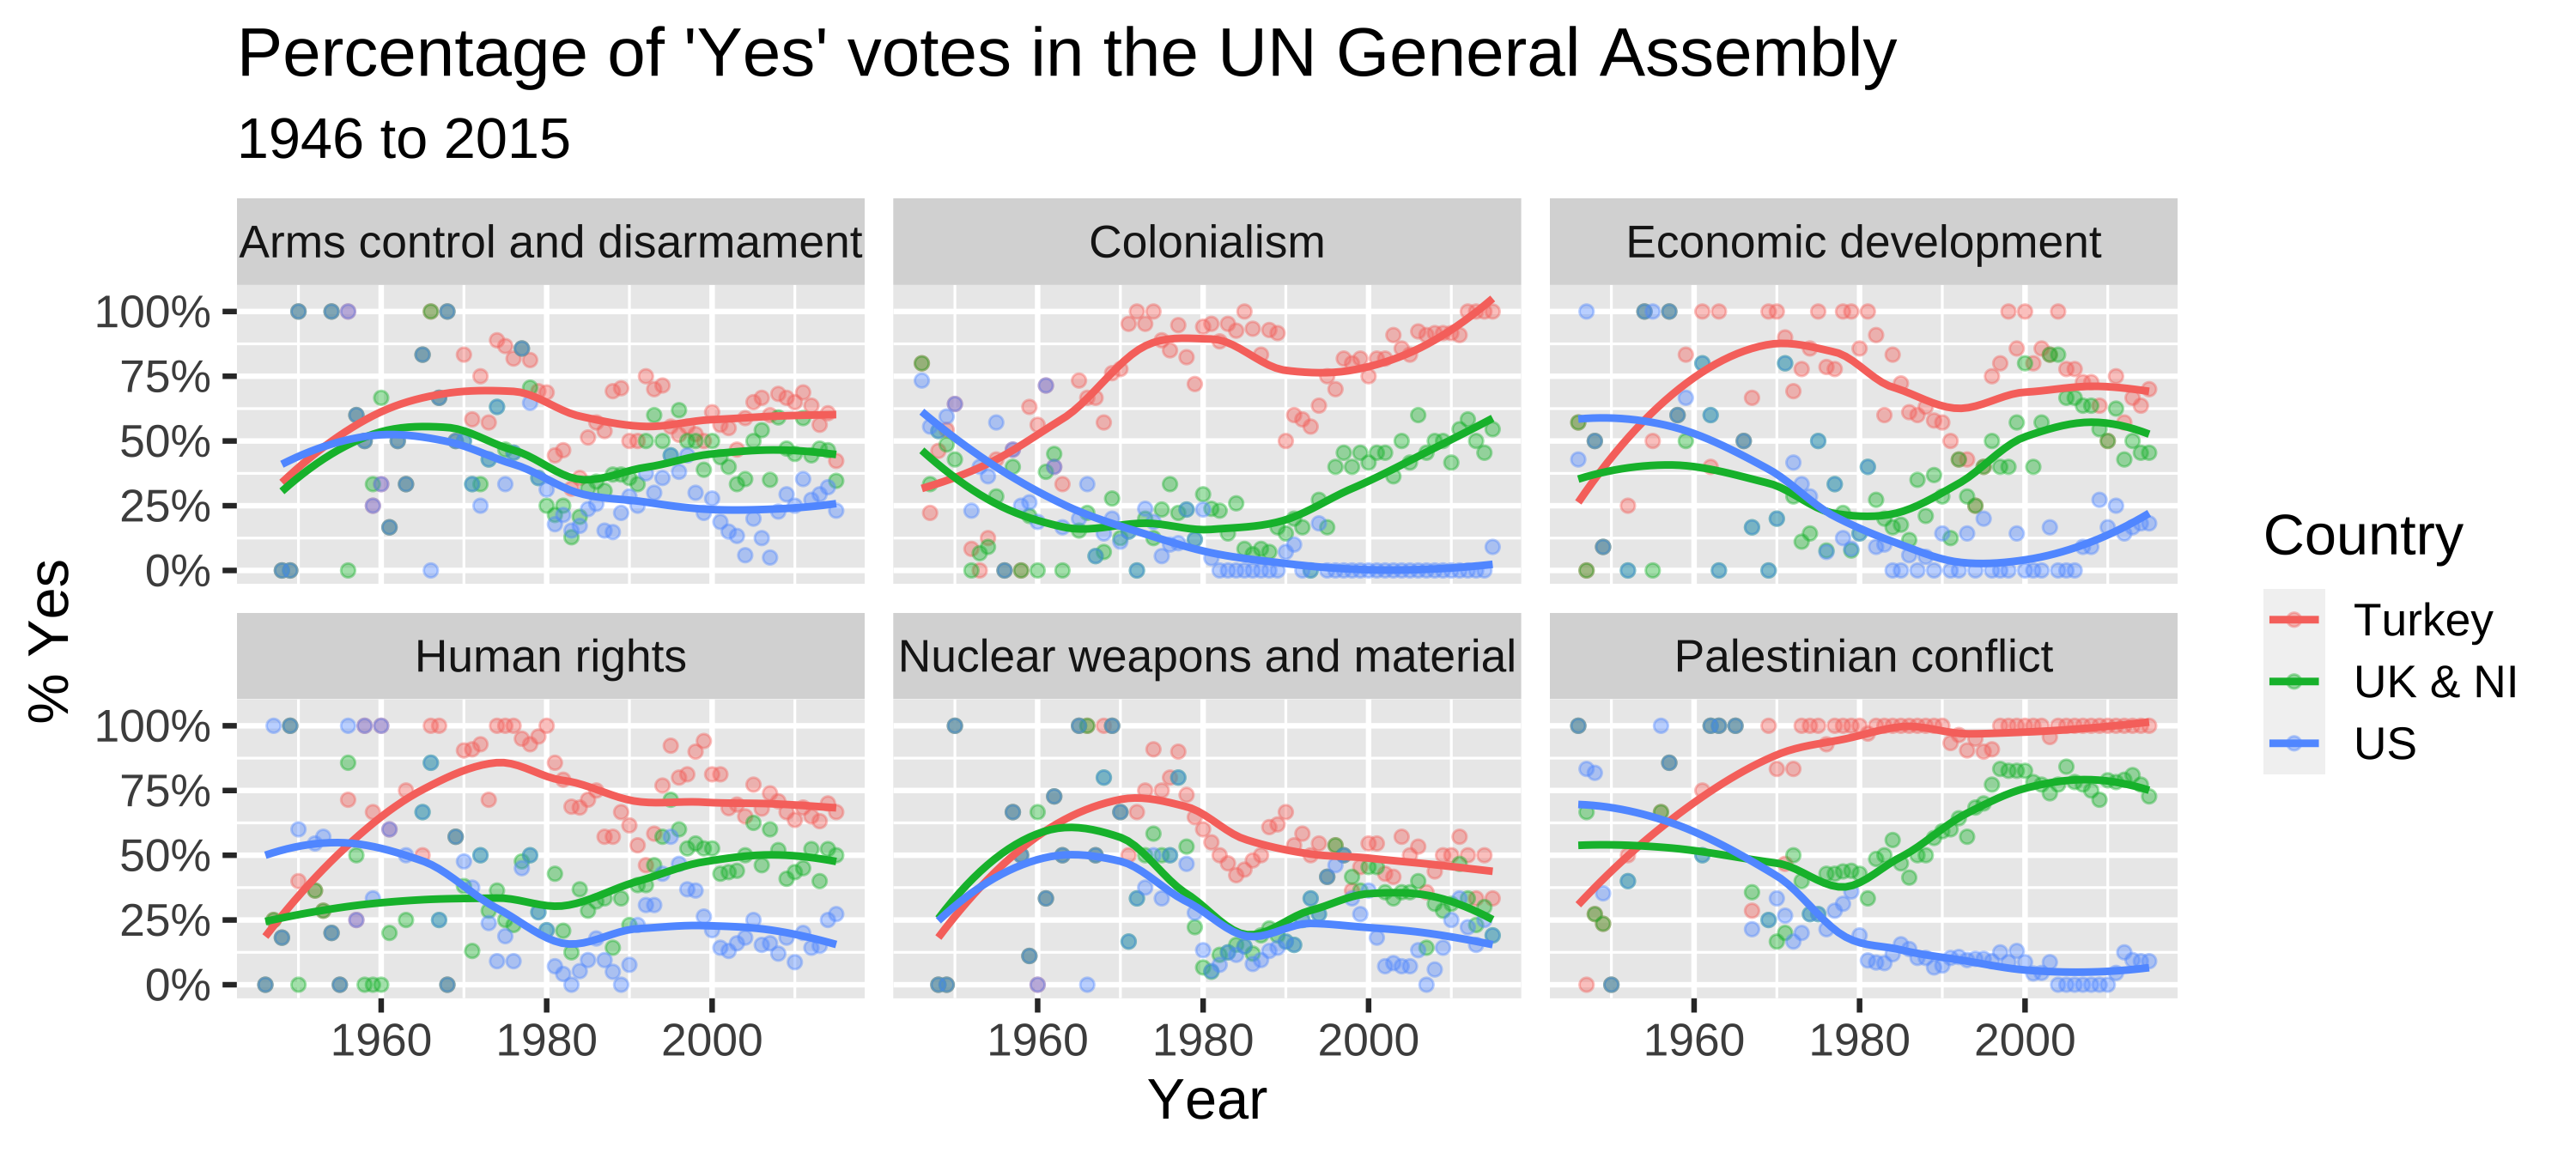 Percentage of 'Yes' votes in the UN General Assembly
1946 to 2015
Arms control and disarmament
Colonialism
Economic development
100%
75%
50%
25%
0%
Human rights
Nuclear weapons and material
Palestinian conflict
100%
75%
50%
25%
0%
1960
1980
2000
1960
1980
2000
1960
1980
2000
% Yes
Year
Country
Turkey
UK & NI
US